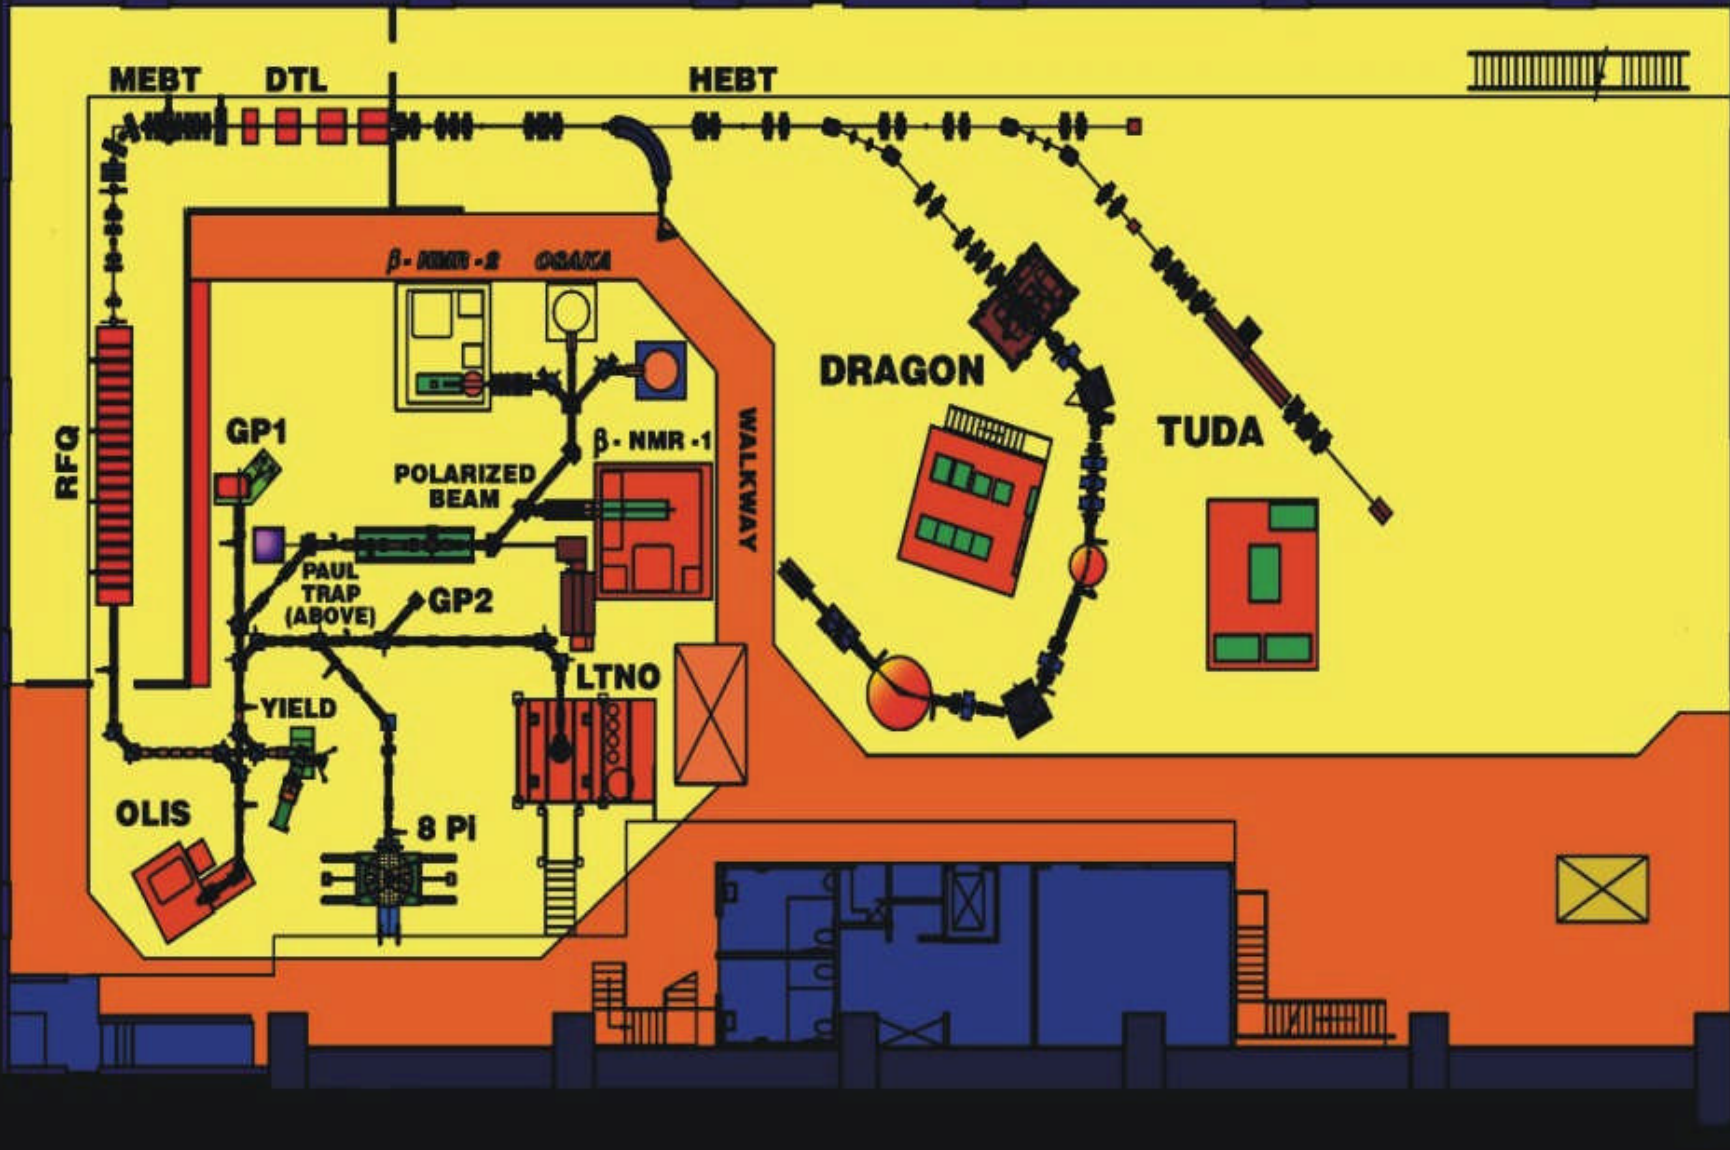 MEBT DTL HEBT
β - NMR - 2 OSAKA
DRAGON
TUDA
GP1
β - NMR - 1
WALKWAY
RFQ
POLARIZED
BEAM
PAUL
TRAP
(ABOVE)
GP2
LTNO
YIELD
OLIS
8 Pi